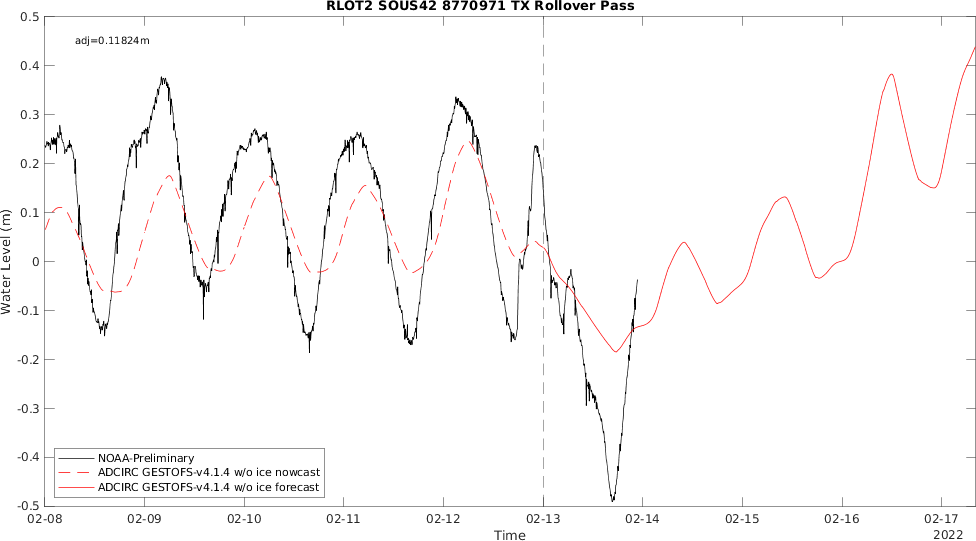 RLOT2 SOUS42 8770971 TX Rollover Pass
adj=0.11824m
0.5
0.4
0.3
0.2
0.1
0
-0.1
-0.2
-0.3
-0.4
-0.5
Water Level (m)
NOAA-Preliminary
ADCIRC GESTOFS-v4.1.4 w/o ice nowcast
ADCIRC GESTOFS-v4.1.4 w/o ice forecast
02-08 02-09 02-10 02-11 02-12 02-13 02-14 02-15 02-16 02-17
Time
2022